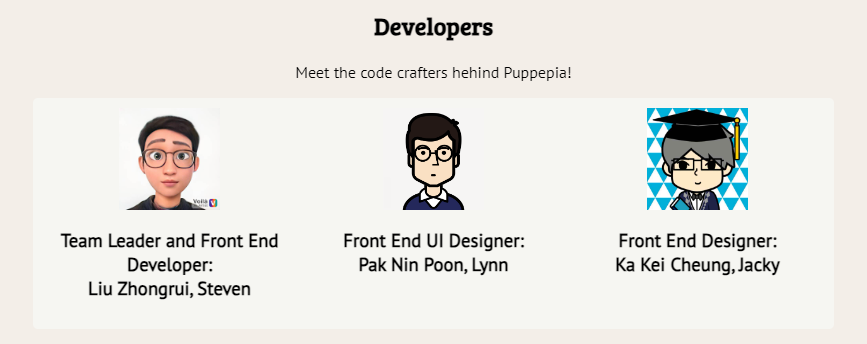 Developers
Meet the code crafters hehind Puppepia!
Voilà
Team Leader and Front End
Developer:
Liu Zhongrui, Steven
Front End UI Designer:
Pak Nin Poon, Lynn
Front End Designer:
Ka Kei Cheung, Jacky